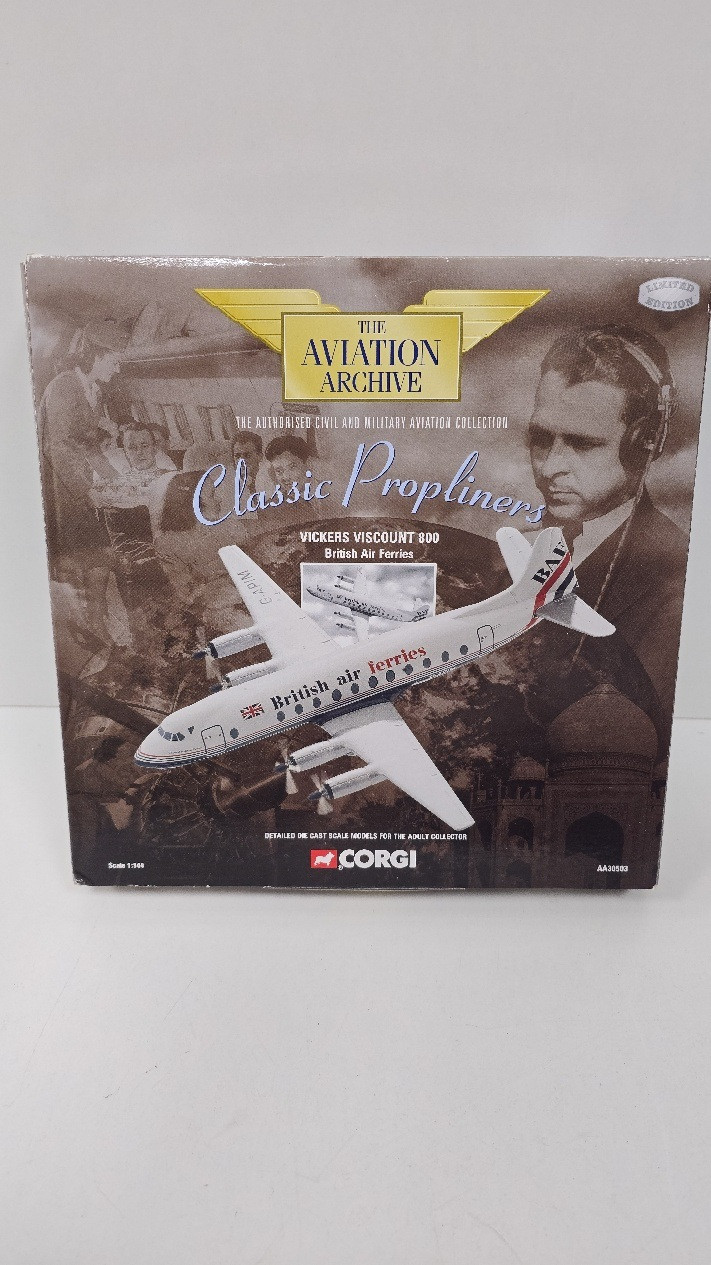 LIMITED
EDITION
THE
AVIATION
ARCHIVE
THE AUTHORISED CIVIL AND MILITARY AVIATION COLLECTION
Classic Propliners
VICKERS VISCOUNT 800
British Air Ferries
BAF
G-APIM
British air ferries
DETAILED DIE CAST SCALE MODELS FOR THE ADULT COLLECTOR
CORGI
Scale 1:144
AA30503